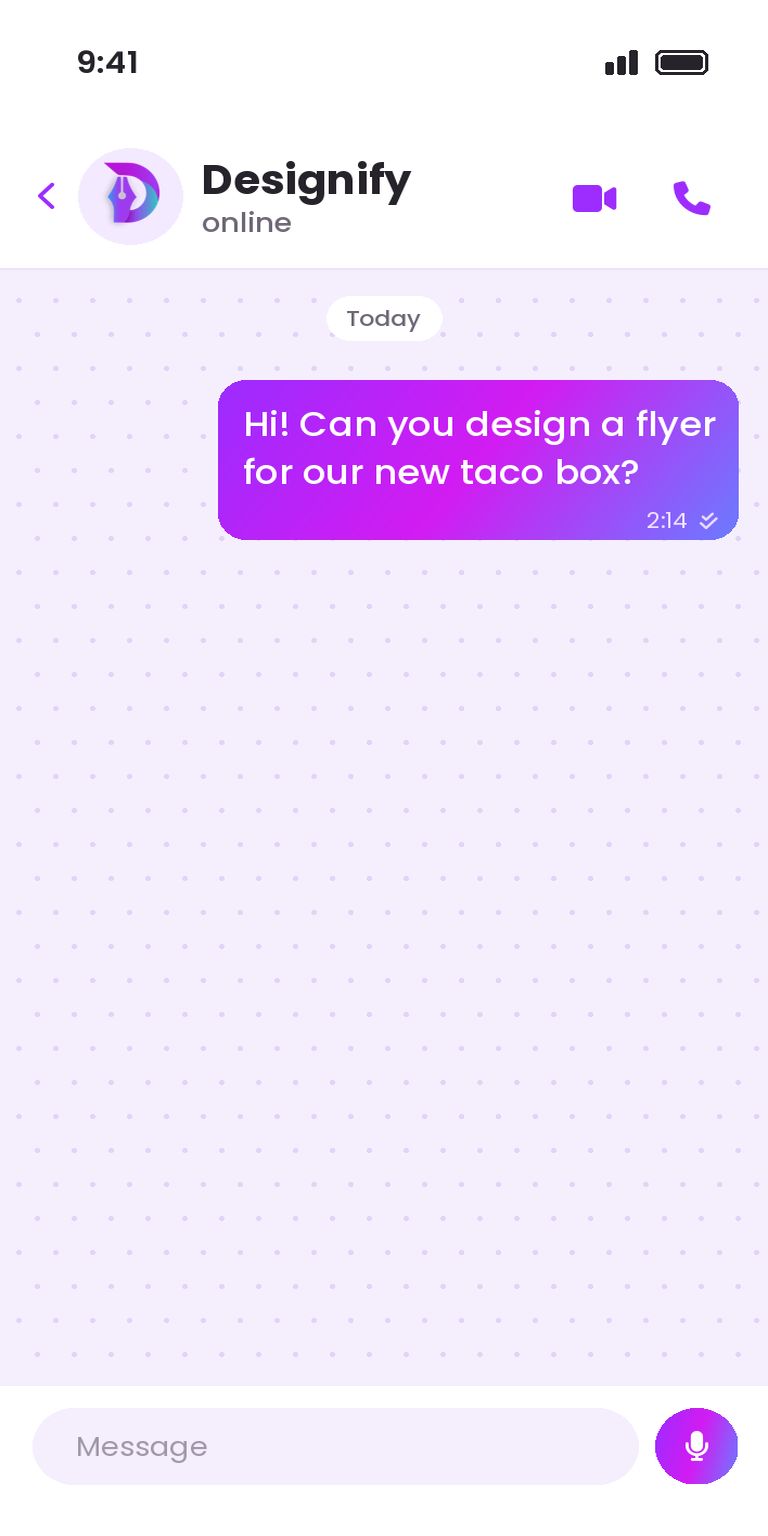 9:41
Designify
online
Today
Hi! Can you design a flyer
for our new taco box?
2:14
Message